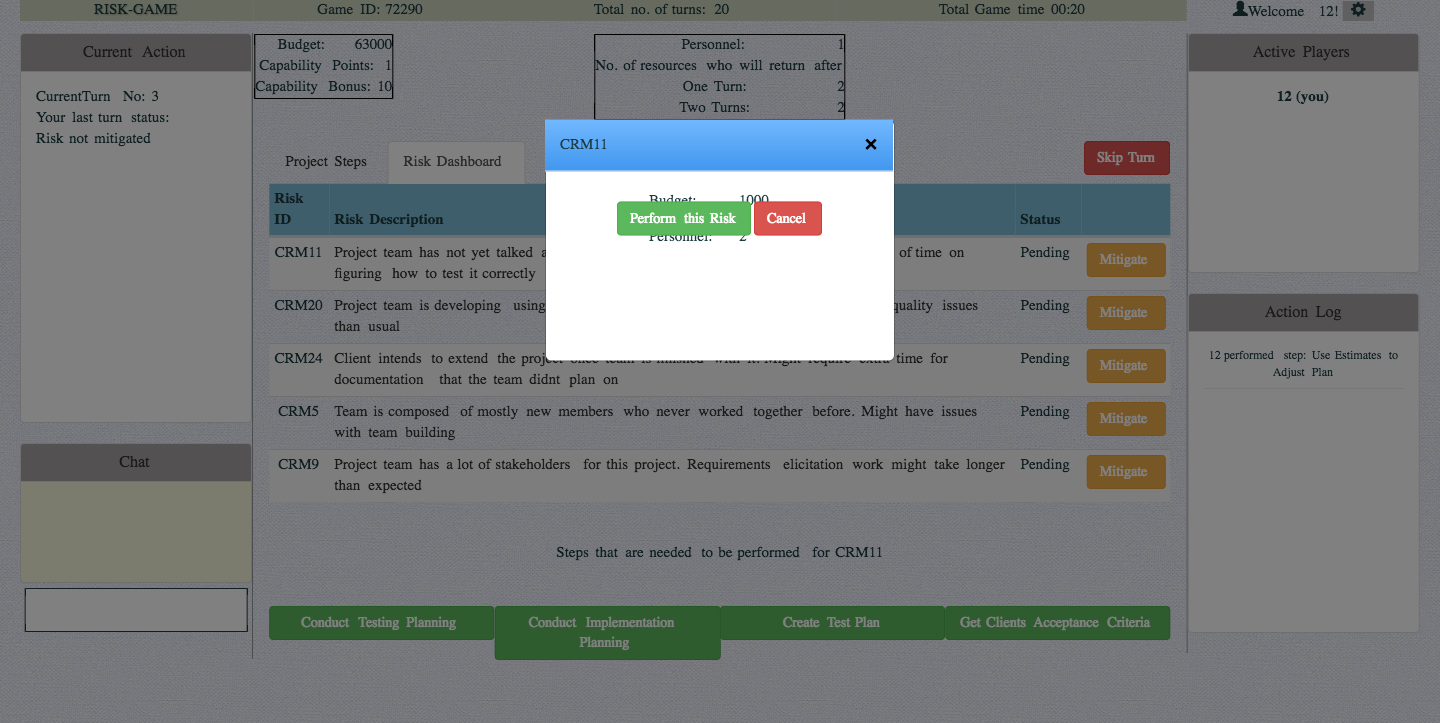 RISK-GAME Game ID: 72290 Total no. of turns: 20 Total Game time 00:20 Welcome 12!
Current Action
CurrentTurn No: 3
Your last turn status:
Risk not mitigated
Chat
Budget: 63000
Capability Points: 1
Capability Bonus: 10
Personnel: 1
No. of resources who will return after
One Turn: 2
Two Turns: 2
Project Steps Risk Dashboard Skip Turn
CRM11 ×
Budget: 1000
Perform this Risk Cancel
Personnel: 2
Risk
ID Risk Description Status
CRM11 Project team has not yet talked a of time on Pending Mitigate
figuring how to test it correctly
CRM20 Project team is developing using quality issues Pending Mitigate
than usual
CRM24 Client intends to extend the project once team is finished with it. Might require extra time for Pending Mitigate
documentation that the team didnt plan on
CRM5 Team is composed of mostly new members who never worked together before. Might have issues Pending Mitigate
with team building
CRM9 Project team has a lot of stakeholders for this project. Requirements elicitation work might take longer Pending Mitigate
than expected
Steps that are needed to be performed for CRM11
Conduct Testing Planning Conduct Implementation Create Test Plan Get Clients Acceptance Criteria
Planning
Active Players
12 (you)
Action Log
12 performed step: Use Estimates to
Adjust Plan